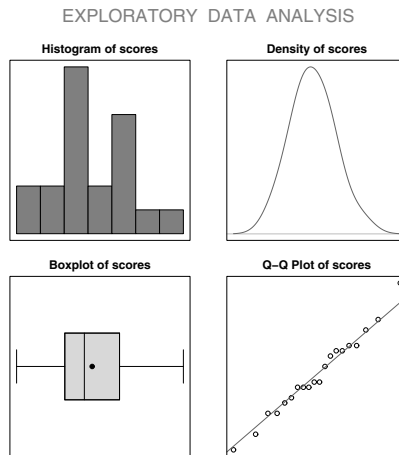 EXPLORATORY DATA ANALYSIS
Histogram of scores
Density of scores
Boxplot of scores
Q−Q Plot of scores